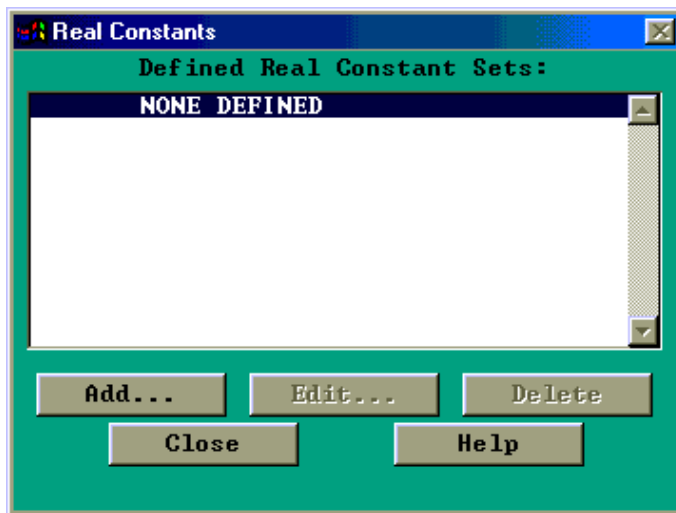 Real Constants
Defined Real Constant Sets:
NONE DEFINED
Add... Edit... Delete
Close Help